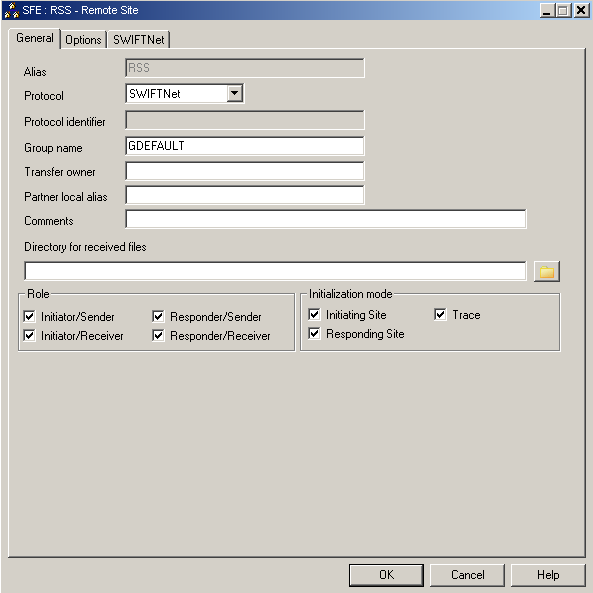 SFE : RSS - Remote Site
General Options SWIFTNet
Alias RSS
Protocol SWIFTNet
Protocol identifier
Group name GDEFAULT
Transfer owner
Partner local alias
Comments
Directory for received files
Role
Initiator/Sender Responder/Sender
Initiator/Receiver Responder/Receiver
Initialization mode
Initiating Site Trace
Responding Site
OK Cancel Help